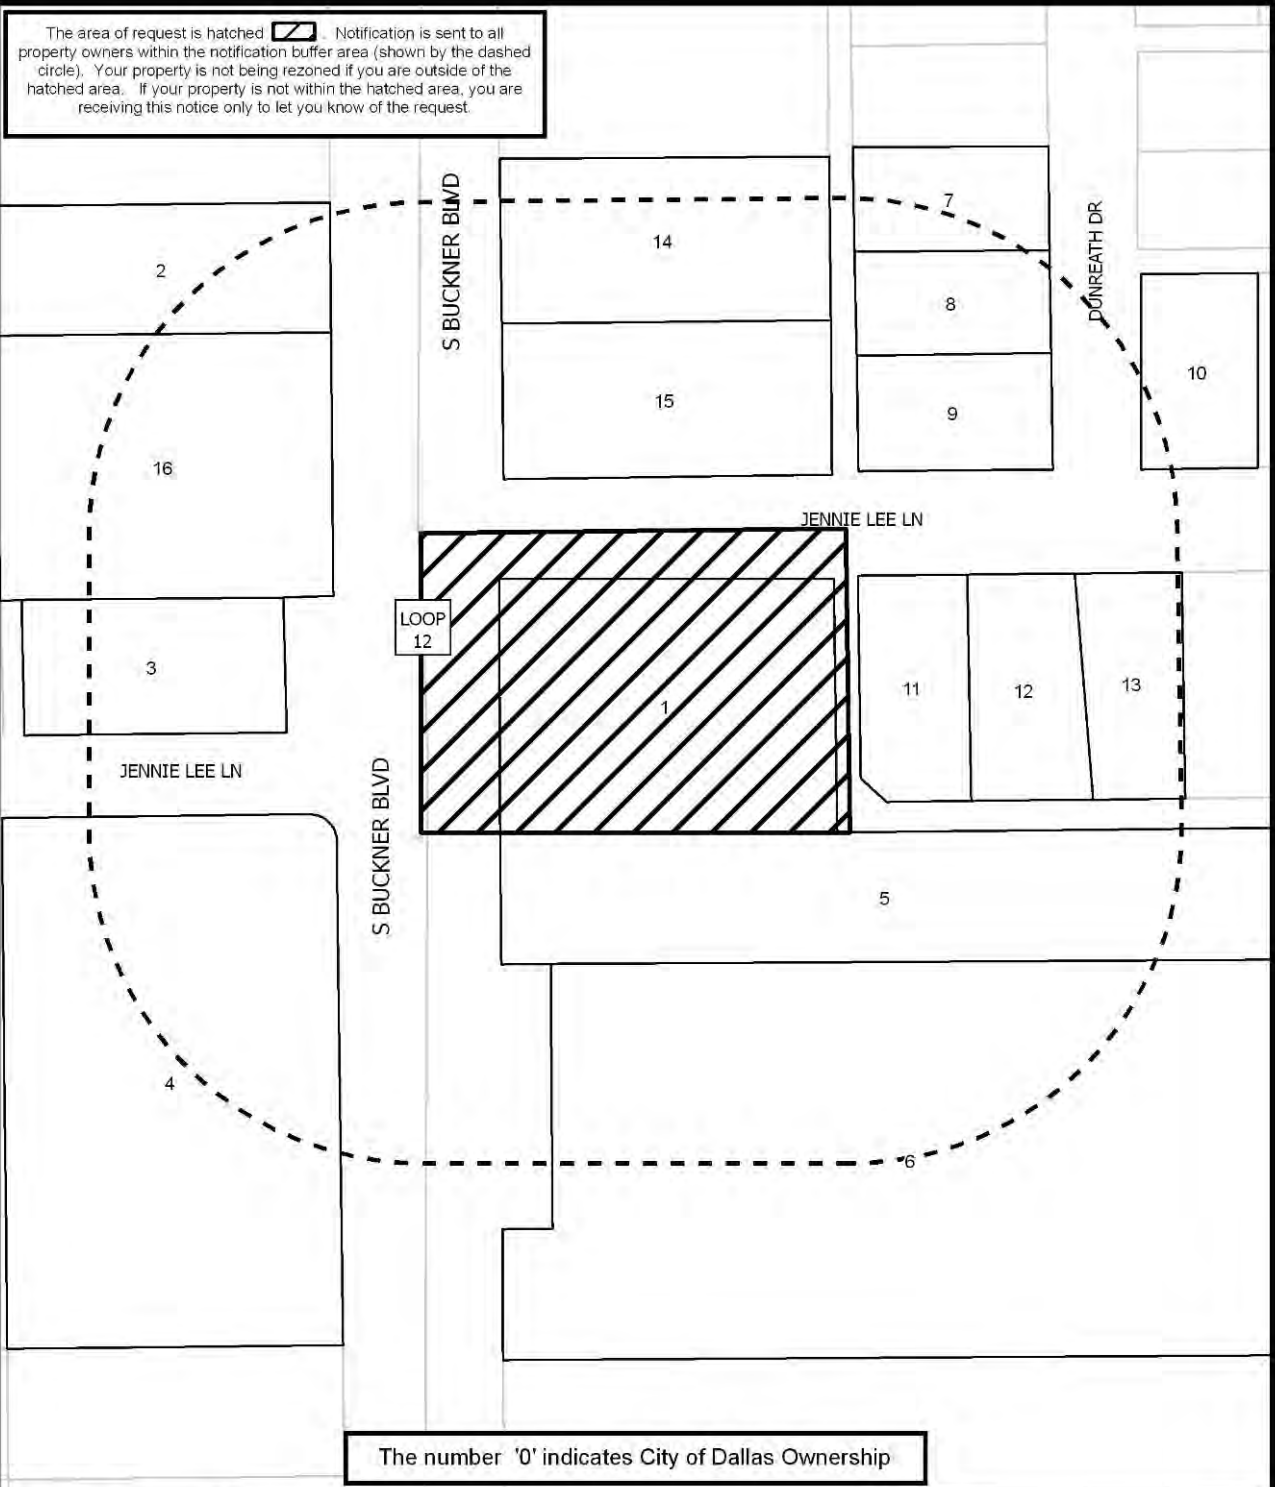 The area of request is hatched . Notification is sent to all
property owners within the notification buffer area (shown by the dashed
circle). Your property is not being rezoned if you are outside of the
hatched area. If your property is not within the hatched area, you are
receiving this notice only to let you know of the request.
S BUCKNER BLVD
DUNREATH DR
7
14
2
8
10
15
9
16
JENNIE LEE LN
LOOP
12
3
1
11
12
13
JENNIE LEE LN
S BUCKNER BLVD
5
4
6
The number '0' indicates City of Dallas Ownership